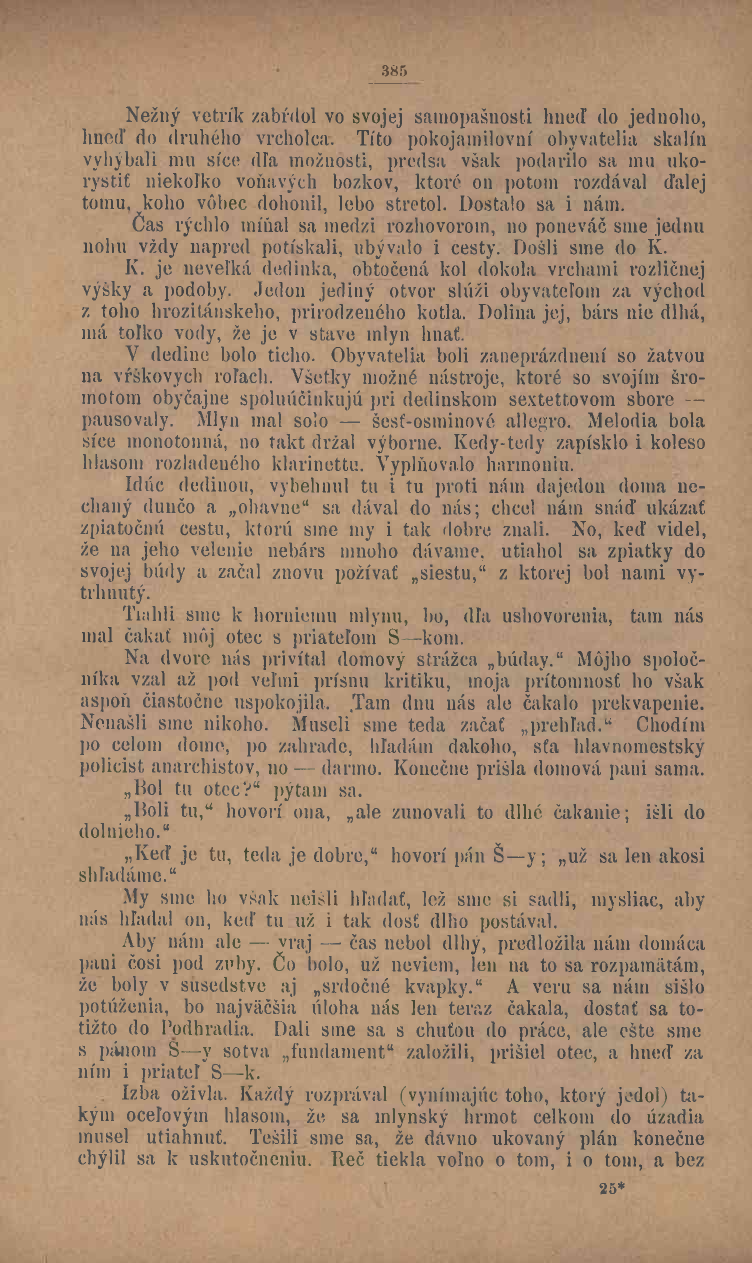 385
Nežný vetrík zabŕdol vo svojej samopašnosti hneď do jednoho,
hneď do druhého vrcholca. Títo pokojamilovní obyvatelia skalín
vyhýbali mu síce dľa možnosti, predsa však podarilo sa mu uko-
rystiť niekoľko voňavých bozkov, ktoré on potom rozdával ďalej
tomu, koho vôbec dohonil, lebo stretol. Dostalo sa i nám.
Čas rýchlo míňal sa medzi rozhovorom, no poneváč sme jednu
nohu vždy napred potískali, ubývalo i cesty. Došli sme do K.
K. je neveľká dedinka, obtočená kol dokola vrchami rozličnej
výšky a podoby. Jedon jediný otvor slúži obyvateľom za východ
z toho hrozitánskeho, prirodzeného kotla. Dolina jej, bárs nie dlhá,
má toľko vody, že je v stave mlyn hnať.
V dedine bolo ticho. Obyvatelia boli zaneprázdnení so žatvou
na vŕškovych roľach. Všetky možné nástroje, ktoré so svojím šro-
motom obyčajne spoluúčinkujú pri dedinskom sextettovom sbore —
pausovaly. Mlyn mal solo — šesť-osminové allegro. Melodia bola
síce monotonná, no takt držal výborne. Kedy-tedy zapísklo i koleso
hlasom rozladeného klarinettu. Vyplňovalo harmoniu.
Idúc dedinou, vybehnul tu i tu proti nám dajedon doma ne-
chaný dunčo a „ohavne“ sa dával do nás; chcel nám snáď ukázať
zpiatočnú cestu, ktorú sme my i tak dobre znali. No, keď videl,
že na jeho velenie nebárs mnoho dávame, utiahol sa zpiatky do
svojej búdy a začal znovu požívať „siestu,“ z ktorej bol nami vy-
trhnutý.
Tiahli sme k horniemu mlynu, bo, dľa ushovorenia, tam nás
mal čakať môj otec s priateľom S—kom.
Na dvore nás privítal domový strážca „búday.“ Môjho spoloč-
níka vzal až pod veľmi prísnu kritiku, moja prítomnosť ho však
aspoň čiastočne uspokojila. Tam dnu nás ale čakalo prekvapenie.
Nenašli sme nikoho. Museli sme teda začať „prehľad.“ Chodím
po celom dome, po zahrade, hľadám dakoho, sťa hlavnomestský
policist anarchistov, no — darmo. Konečne prišla domová pani sama.
„Bol tu otec?“ pýtam sa.
„Boli tu,“ hovorí ona, „ale zunovali to dlhé čakanie; išli do
dolnieho.“
„Keď je tu, teda je dobre,“ hovorí pán Š—y; „už sa len akosi
shľadáme.“
My sme ho však neišli hľadať, lež sme si sadli, mysliac, aby
nás hľadal on, keď tu už i tak dosť dlho postával.
Aby nám ale — vraj — čas nebol dlhý, predložila nám domáca
pani čosi pod zuby. Čo bolo, už neviem, len na to sa rozpamätám,
že boly v susedstve aj „srdočné kvapky.“ A veru sa nám sišlo
potúženia, bo najväčšia úloha nás len teraz čakala, dostať sa to-
tižto do Podhradia. Dali sme sa s chuťou do práce, ale ešte sme
s pánom Š—y sotva „fundament“ založili, prišiel otec, a hneď za
ním i priateľ S—k.
Izba oživla. Každý rozprával (vynímajúc toho, ktorý jedol) ta-
kým oceľovým hlasom, že sa mlynský hrmot celkom do úzadia
musel utiahnuť. Tešili sme sa, že dávno ukovaný plán konečne
chýlil sa k uskutočneniu. Reč tiekla voľno o tom, i o tom, a bez
25*